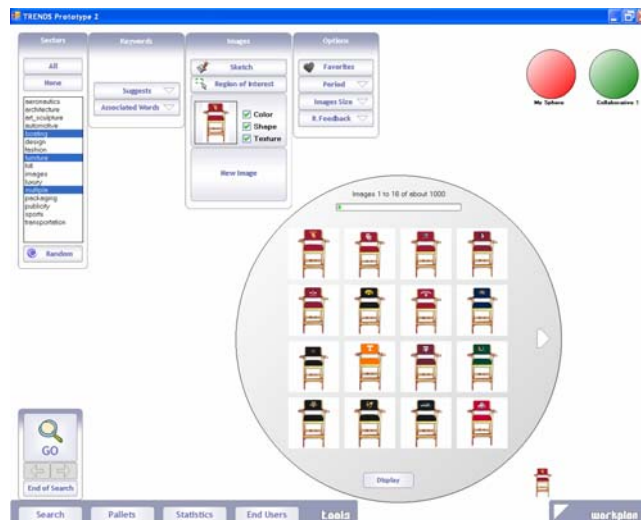 TRENDS Prototype 2
Sectors
All
None
aeronautics
architecture
art_sculpture
automotive
boating
design
fashion
furniture
hifi
images
luxury
multiple
packaging
publicity
sports
transportation
Random
Keywords
Suggests
Associated Words
Images
Sketch
Region of Interest
Color
Shape
Texture
New Image
Options
Favorites
Period
Images Size
R.Feedback
My Sphere
Collaborative 1
Images 1 to 16 of about 1000
Display
GO
End of Search
Search
Pallets
Statistics
End Users
tools
workplan